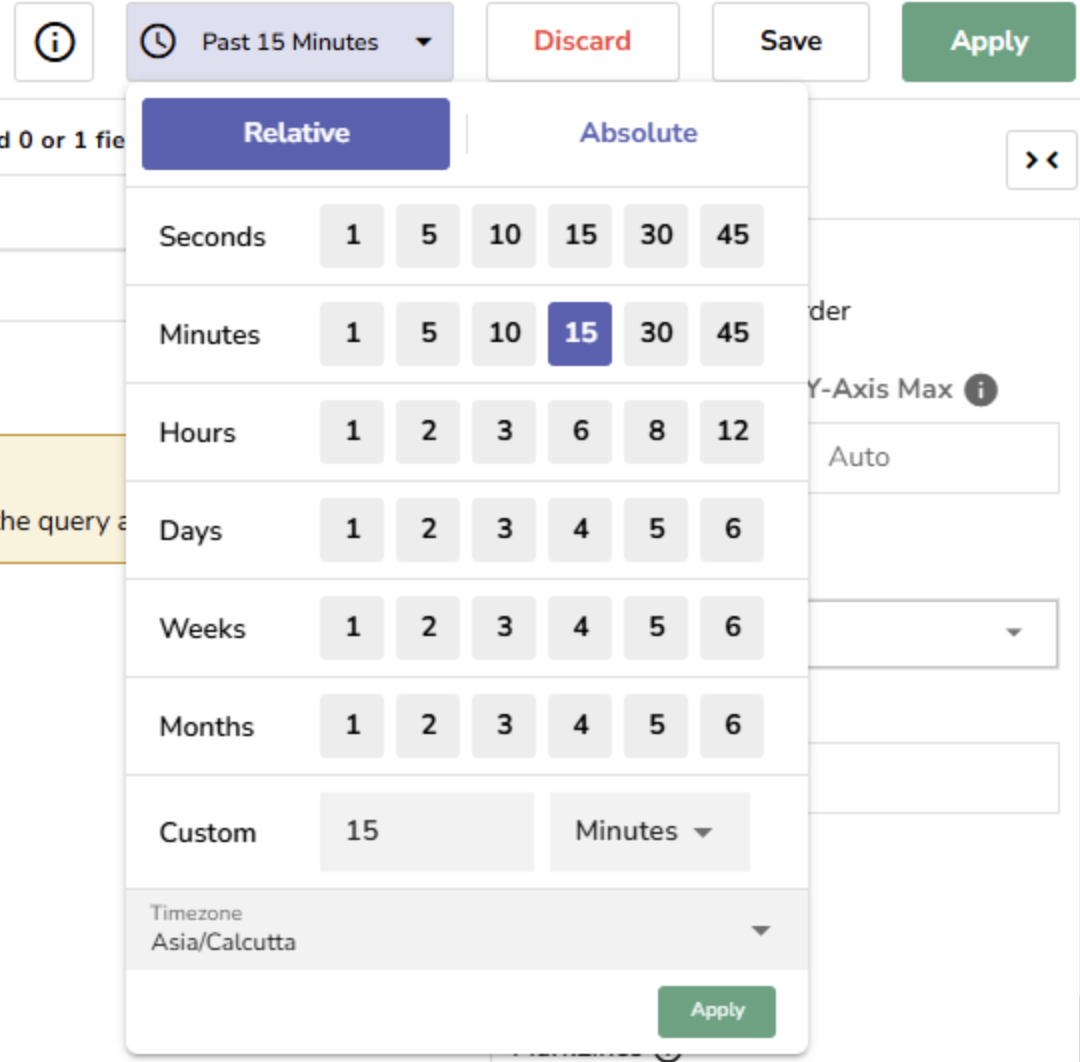 Past 15 Minutes Discard Save Apply
Relative Absolute
d 0 or 1 fie
Seconds 1 5 10 15 30 45
rder
Minutes 1 5 10 15 30 45
Y-Axis Max
Hours 1 2 3 6 8 12
Auto
he query a
Days 1 2 3 4 5 6
Weeks 1 2 3 4 5 6
Months 1 2 3 4 5 6
Custom 15 Minutes
Timezone
Asia/Calcutta
Apply